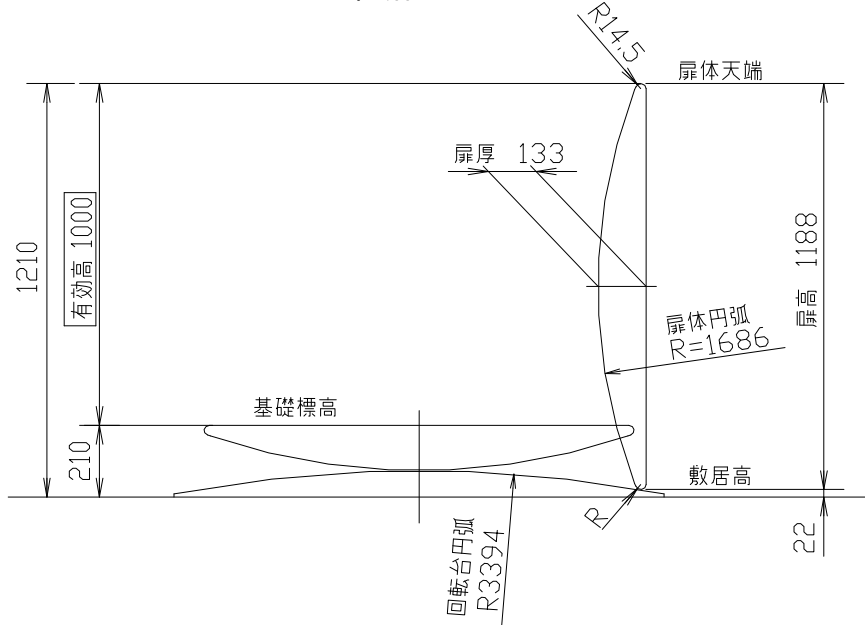 R14.5
扉体天端
扉厚 133
1210
有効高 1000
扉高 1188
扉体円弧
R=1686
基礎標高
210
敷居高
R
22
回転台円弧
R3394